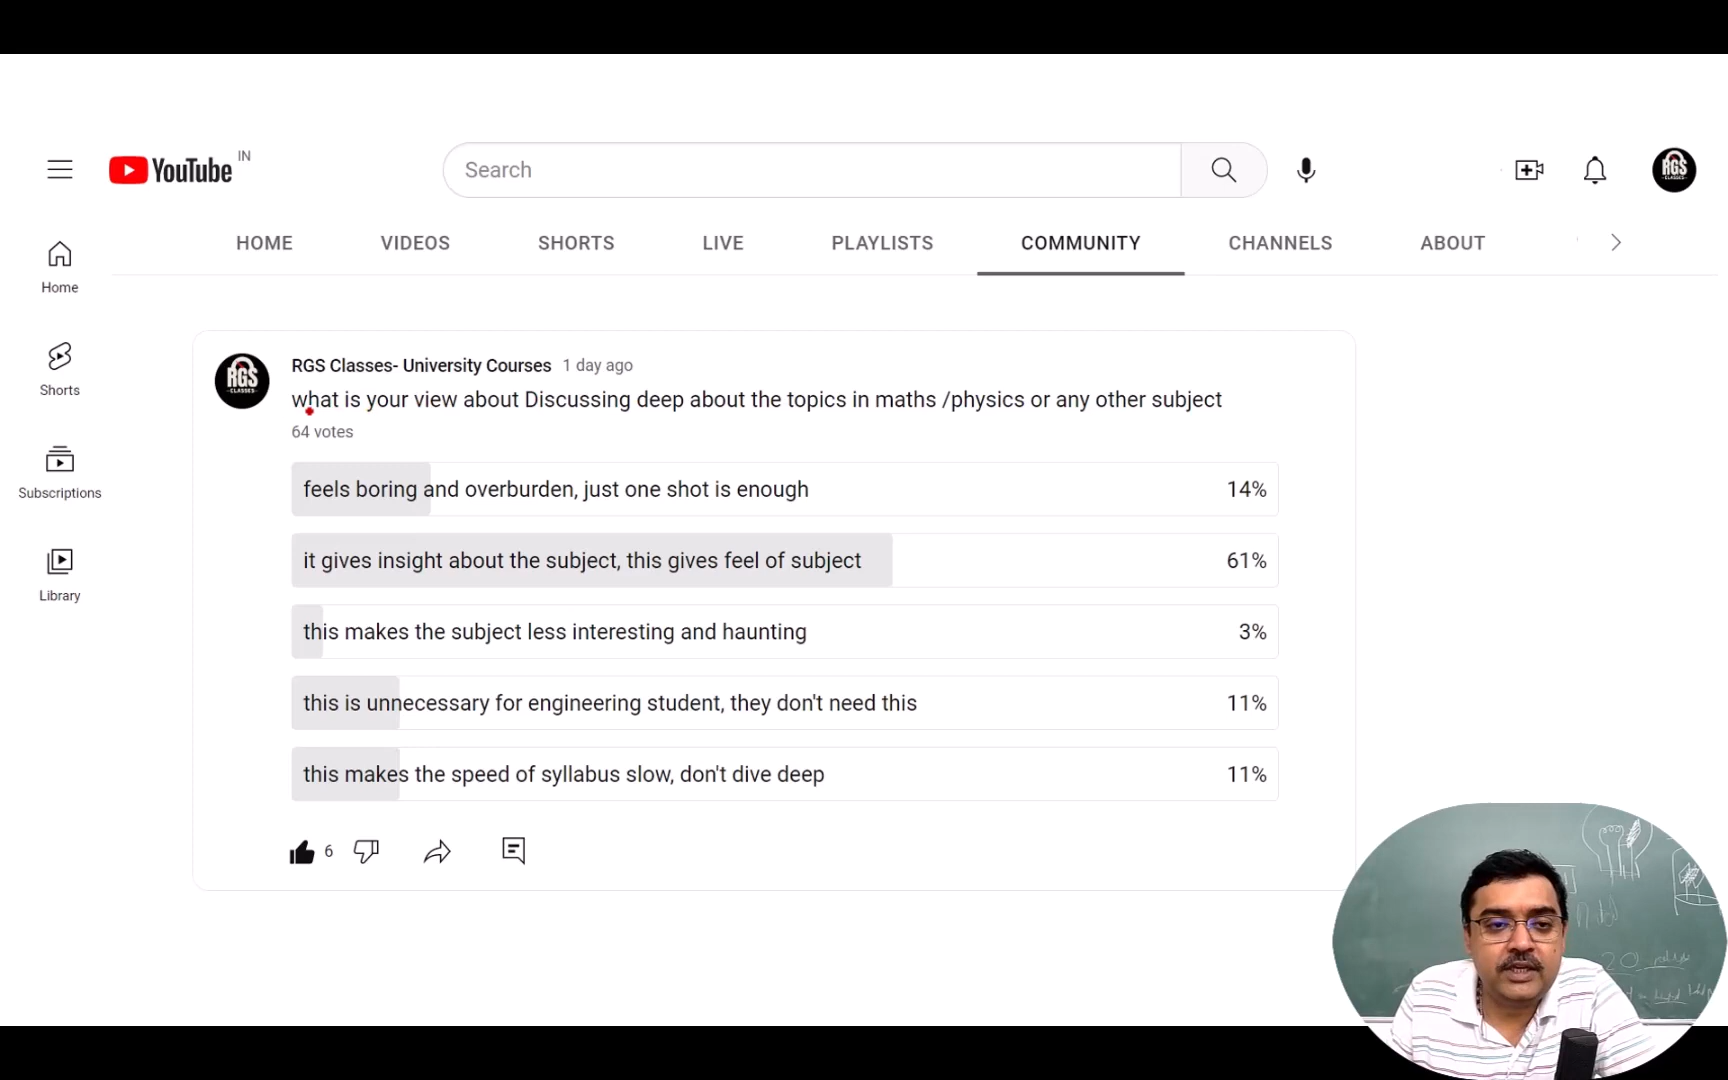 YouTube IN
Search
RGS
CLASSES
HOME VIDEOS SHORTS LIVE PLAYLISTS COMMUNITY CHANNELS ABOUT
Home
Shorts
Subscriptions
Library
RGS
CLASSES
RGS Classes- University Courses 1 day ago
what is your view about Discussing deep about the topics in maths /physics or any other subject
64 votes
feels boring and overburden, just one shot is enough 14%
it gives insight about the subject, this gives feel of subject 61%
this makes the subject less interesting and haunting 3%
this is unnecessary for engineering student, they don't need this 11%
this makes the speed of syllabus slow, don't dive deep 11%
6
20